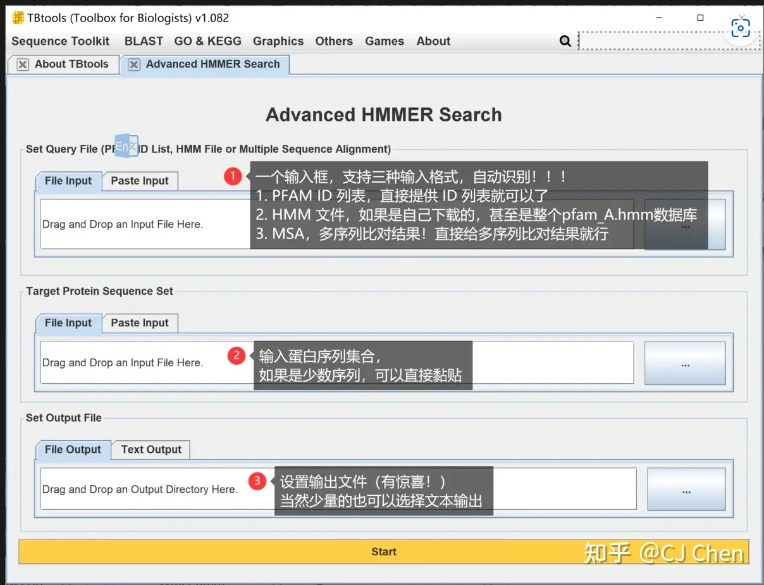 TBtools (Toolbox for Biologists) v1.082
Sequence Toolkit BLAST GO & KEGG Graphics Others Games About
About TBtools Advanced HMMER Search
Advanced HMMER Search
Set Query File (PF ID List, HMM File or Multiple Sequence Alignment)
File Input Paste Input
1 一个输入框，支持三种输入格式，自动识别！！！
1. PFAM ID 列表，直接提供 ID 列表就可以了
Drag and Drop an Input File Here.
2. HMM 文件，如果是自己下载的，甚至是整个pfam_A.hmm数据库
...
3. MSA，多序列比对结果！直接给多序列比对结果就行
Target Protein Sequence Set
File Input Paste Input
Drag and Drop an Input File Here.
2 输入蛋白序列集合，
如果是少数序列，可以直接黏贴
...
Set Output File
File Output Text Output
Drag and Drop an Output Directory Here.
3 设置输出文件（有惊喜！）
当然少量的也可以选择文本输出
...
Start
知乎 @CJ Chen